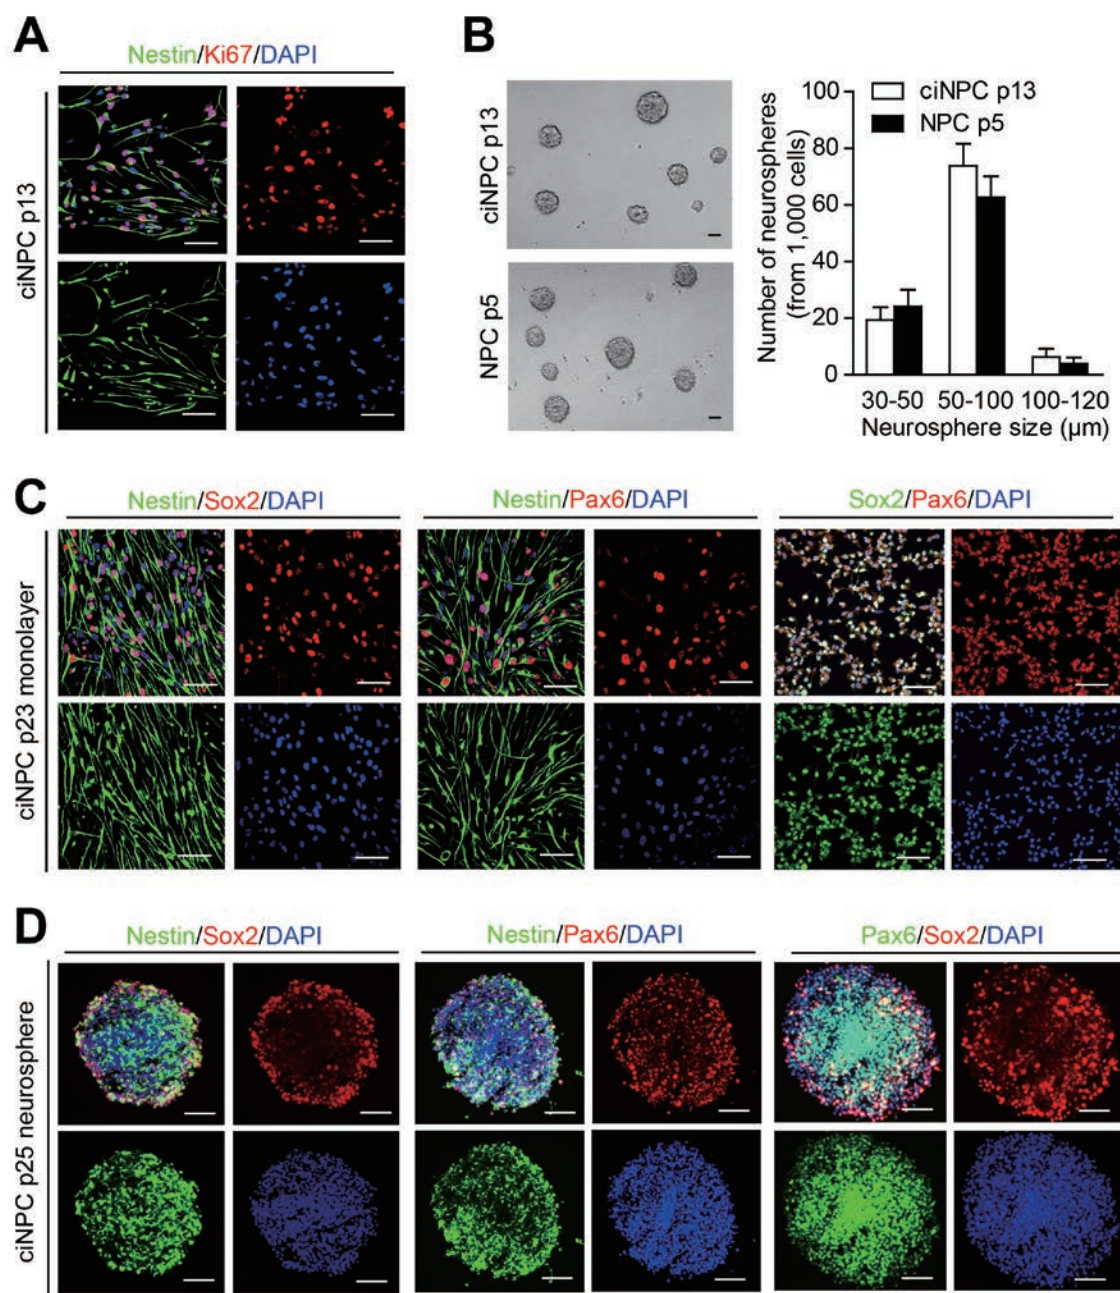 A
Nestin/Ki67/DAPI
ciNPC p13
B
ciNPC p13
NPC p5
Number of neurospheres
(from 1,000 cells)
100
80
60
40
20
0
ciNPC p13
NPC p5
30-50 50-100 100-120
Neurosphere size (µm)
C
Nestin/Sox2/DAPI
Nestin/Pax6/DAPI
Sox2/Pax6/DAPI
ciNPC p23 monolayer
D
Nestin/Sox2/DAPI
Nestin/Pax6/DAPI
Pax6/Sox2/DAPI
ciNPC p25 neurosphere